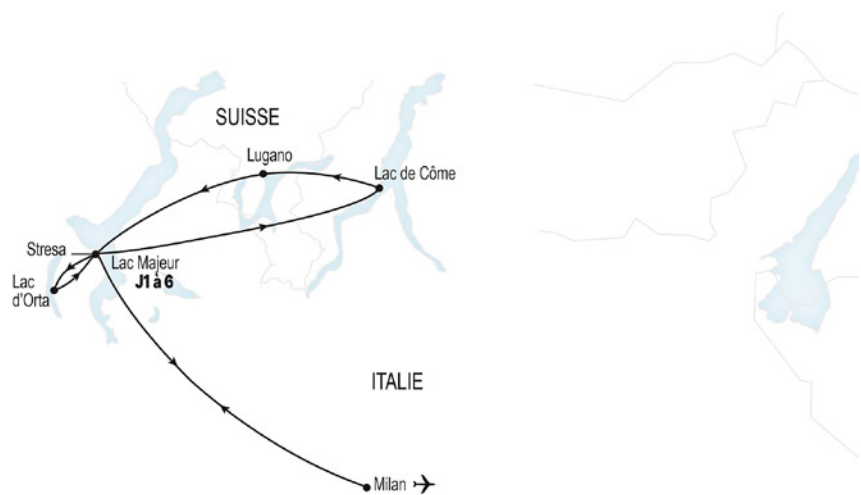 SUISSE
Lugano
Lac de Côme
Stresa
Lac Majeur
J1 à 6
Lac
d'Orta
ITALIE
Milan